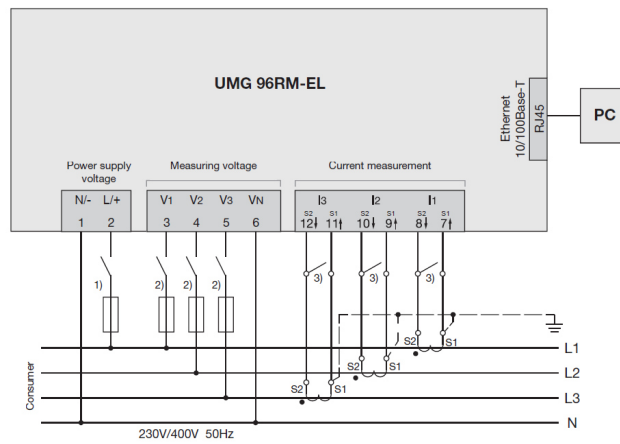 UMG 96RM-EL
Ethernet
10/100Base-T
RJ45
PC
Power supply
voltage
Measuring voltage
Current measurement
N/- L/+ V1 V2 V3 VN I3 I2 I1
S2 S1 S2 S1 S2 S1
1 2 3 4 5 6 12 11 10 9 8 7
1) 2) 2) 2) 3) 3) 3)
S2 S1 L1
S2 S1 L2
S2 S1 L3
N
Consumer
230V/400V 50Hz